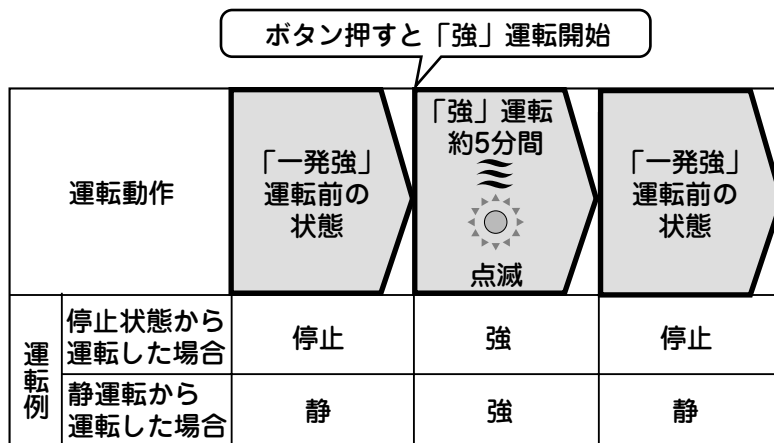 ボタン押すと「強」運転開始
運転動作
「一発強」
運転前の
状態
「強」運転
約5分間
点滅
「一発強」
運転前の
状態
運転例
停止状態から
運転した場合
停止
強
停止
静運転から
運転した場合
静
強
静